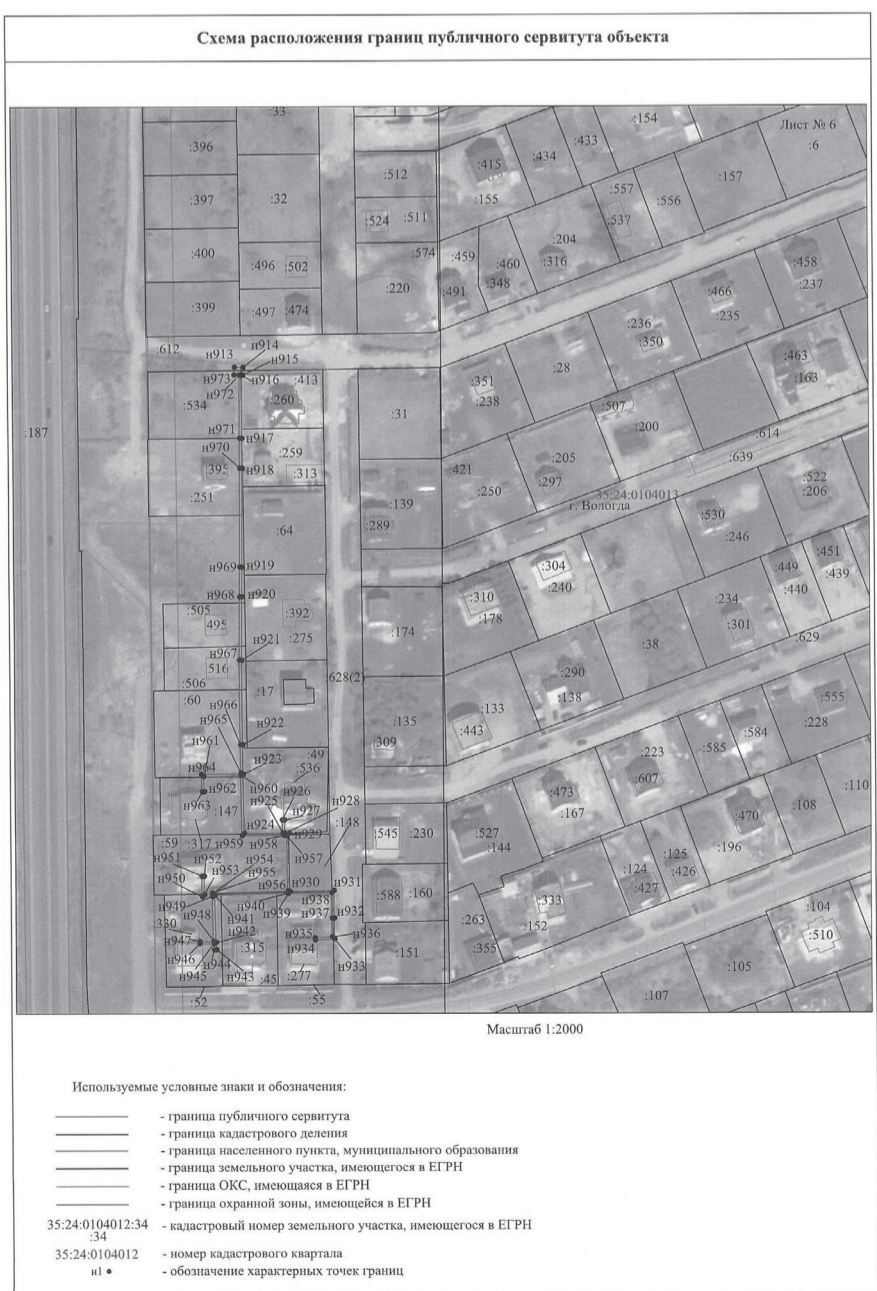 Схема расположения границ публичного сервитута объекта
Лист № 6
:33 :154
:396 :415 :434 :433 :6
:512 :157
:397 :32 :155 :557 :556
:524 :511 :537
:400 :574 :459 :204
:496 :502 :460 :316 :458
:220 :491 :348 :466 :237
:399 :497 :474 :236 :235
:612 н913 н914 :350
н915 :28 :463
н973 н916 :413 :351 :163
н972 :238
:534 :260 :507
:31 :200
н971 н917 :614
:187
н970 :259 :205 :639
:395 н918 :313 :421
:251 :139 :250 :297 35:24:0104013 :522
г. Вологда :206
:64 :289 :530
:246 :451
н969 н919 :304 :449 :439
:240 :440
н968 н920 :310 :234
:505 :392 :178
:495 :275 :174 :301
н921 :38 :629
н967
:516 :628(2) :290
:506 :17 :138 :555
:60 н966 :133 :228
н965 :135 :584
н961 н922 :309 :443 :223 :585
:49
н964 н923 :536 :607 :110
н962 н960 н926 :473
н963 :147 н925 н927 н928 :167 :108
н924 н929 :148 :545 :230 :527 :470
:59 :317 н959 н958 н957 :144 :196
н951 н952 н953 н954 :125
н955 :124 :426
н950 н956 н930 н931 :588 :160 :427
н949 н940 н939 н938 :333 :104
н948 н941 н937 н932 :263 :152
:330 н942 :510
н947 :315 н935 н936 :355
н946 н934 :151 :105
н945 н944 н943 :45 :277 н933
:52 :55 :107
Масштаб 1:2000
Используемые условные знаки и обозначения:
- граница публичного сервитута
- граница кадастрового деления
- граница населенного пункта, муниципального образования
- граница земельного участка, имеющегося в ЕГРН
- граница ОКС, имеющаяся в ЕГРН
- граница охранной зоны, имеющейся в ЕГРН
35:24:0104012:34 - кадастровый номер земельного участка, имеющегося в ЕГРН
:34
35:24:0104012 - номер кадастрового квартала
н1 • - обозначение характерных точек границ